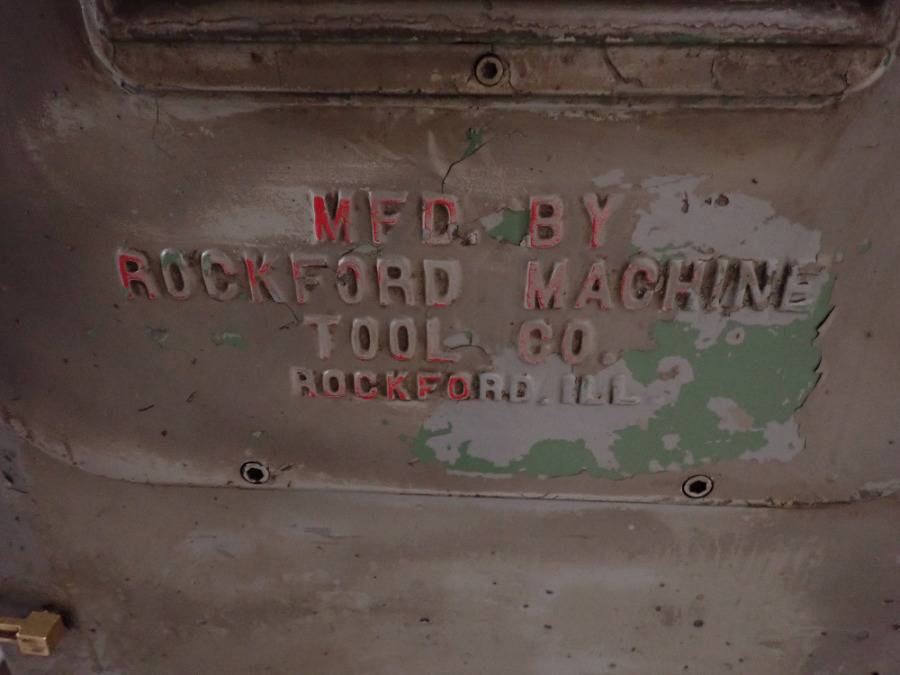 MFD. BY
ROCKFORD MACHINE
TOOL CO.
ROCKFORD. ILL